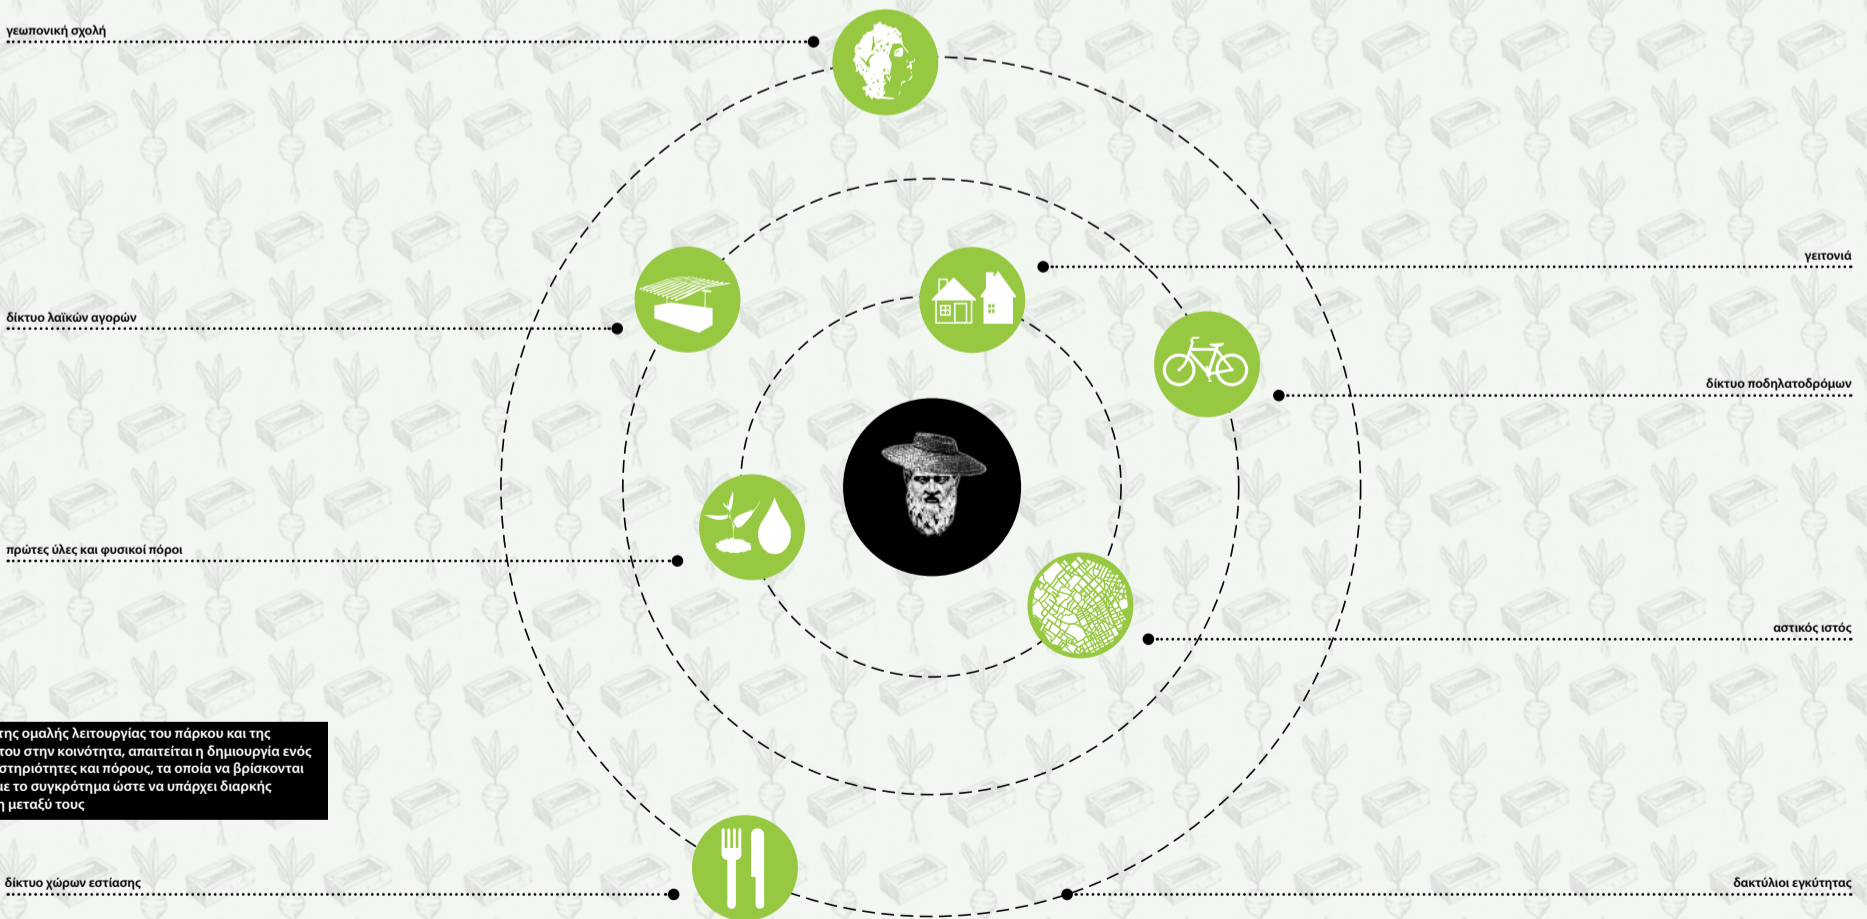 γεωπονική σχολή
γειτονιά
δίκτυο λαϊκών αγορών
δίκτυο ποδηλατοδρόμων
πρώτες ύλες και φυσικοί πόροι
αστικός ιστός
της ομαλής λειτουργίας του πάρκου και της
του στην κοινότητα, απαιτείται η δημιουργία ενός
στηριότητες και πόρους, τα οποία να βρίσκονται
με το συγκρότημα ώστε να υπάρχει διαρκής
η μεταξύ τους
δίκτυο χώρων εστίασης
δακτύλιοι εγκύτητας